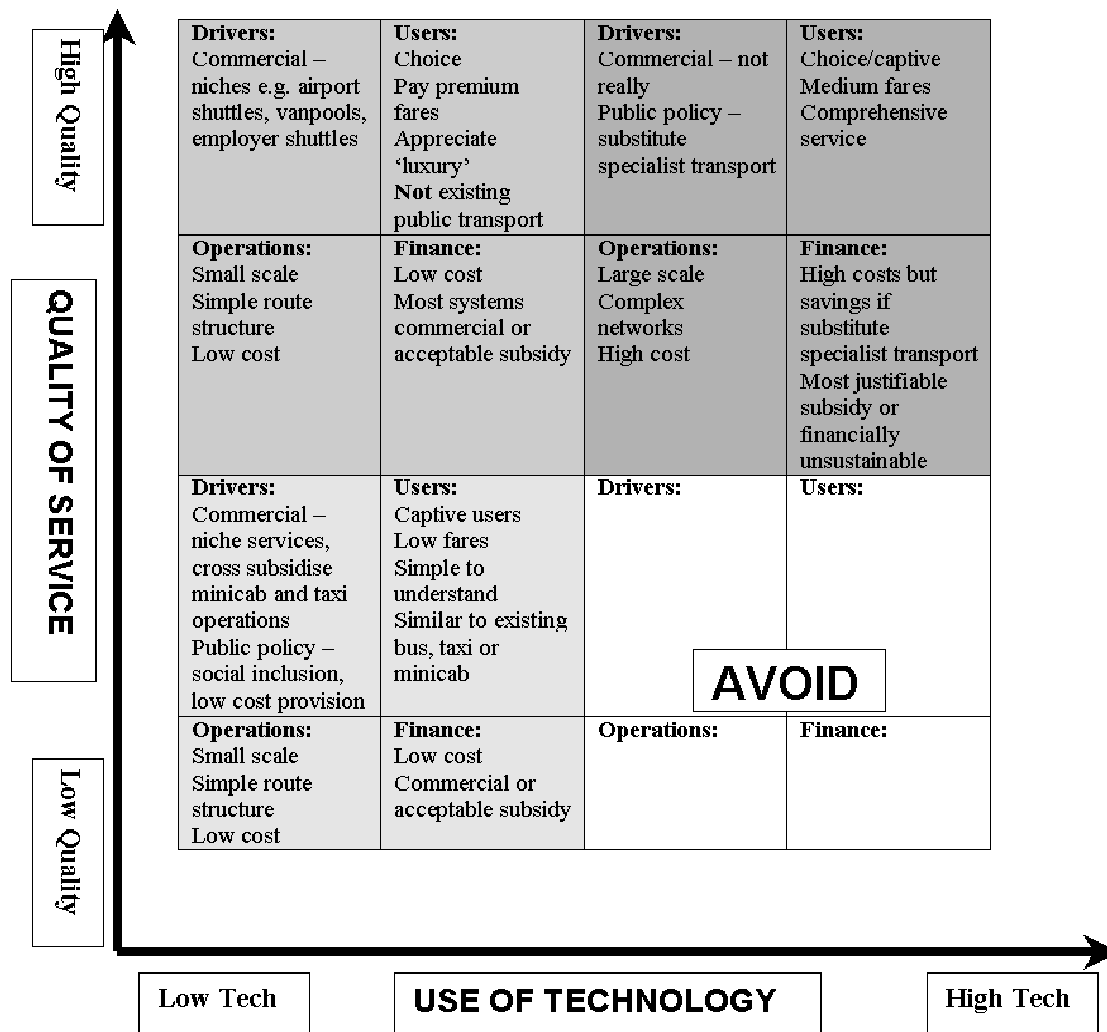 High Quality
QUALITY OF SERVICE
Low Quality
Drivers:
Commercial –
niches e.g. airport
shuttles, vanpools,
employer shuttles
Users:
Choice
Pay premium
fares
Appreciate
‘luxury’
Not existing
public transport
Drivers:
Commercial – not
really
Public policy –
substitute
specialist transport
Users:
Choice/captive
Medium fares
Comprehensive
service
Operations:
Small scale
Simple route
structure
Low cost
Finance:
Low cost
Most systems
commercial or
acceptable subsidy
Operations:
Large scale
Complex
networks
High cost
Finance:
High costs but
savings if
substitute
specialist transport
Most justifiable
subsidy or
financially
unsustainable
Drivers:
Commercial –
niche services,
cross subsidise
minicab and taxi
operations
Public policy –
social inclusion,
low cost provision
Users:
Captive users
Low fares
Simple to
understand
Similar to existing
bus, taxi or
minicab
Drivers:
Users:
AVOID
Operations:
Small scale
Simple route
structure
Low cost
Finance:
Low cost
Commercial or
acceptable subsidy
Operations:
Finance:
Low Tech
USE OF TECHNOLOGY
High Tech